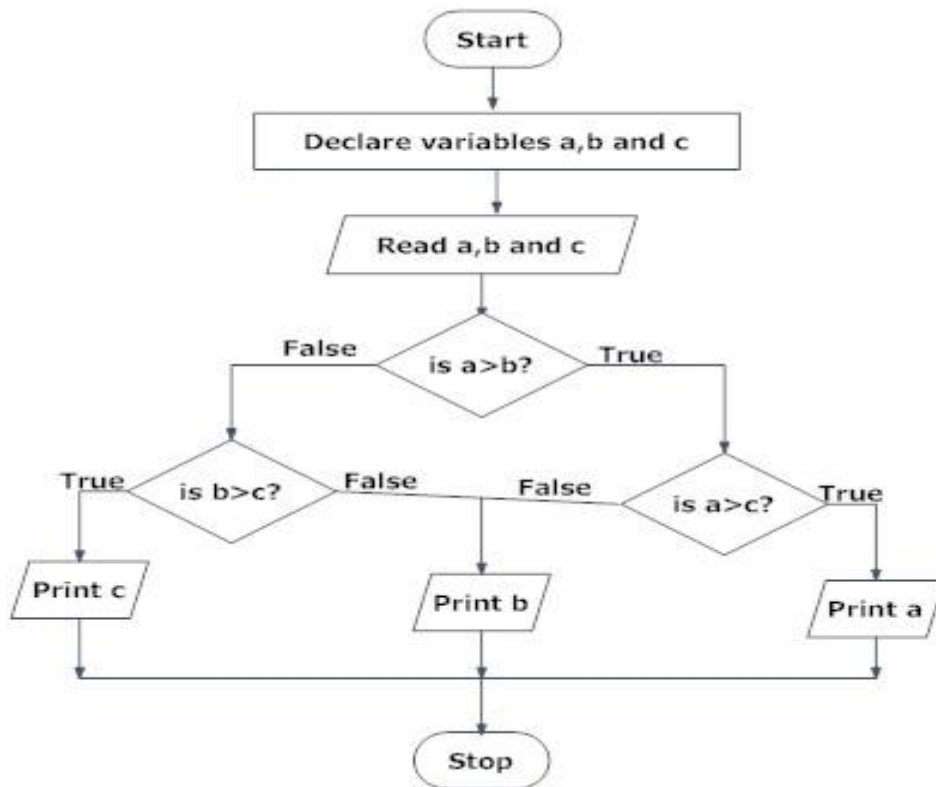 Start
Declare variables a,b and c
Read a,b and c
False
True
is a>b?
True
is b>c?
False
False
is a>c?
True
Print c
Print b
Print a
Stop